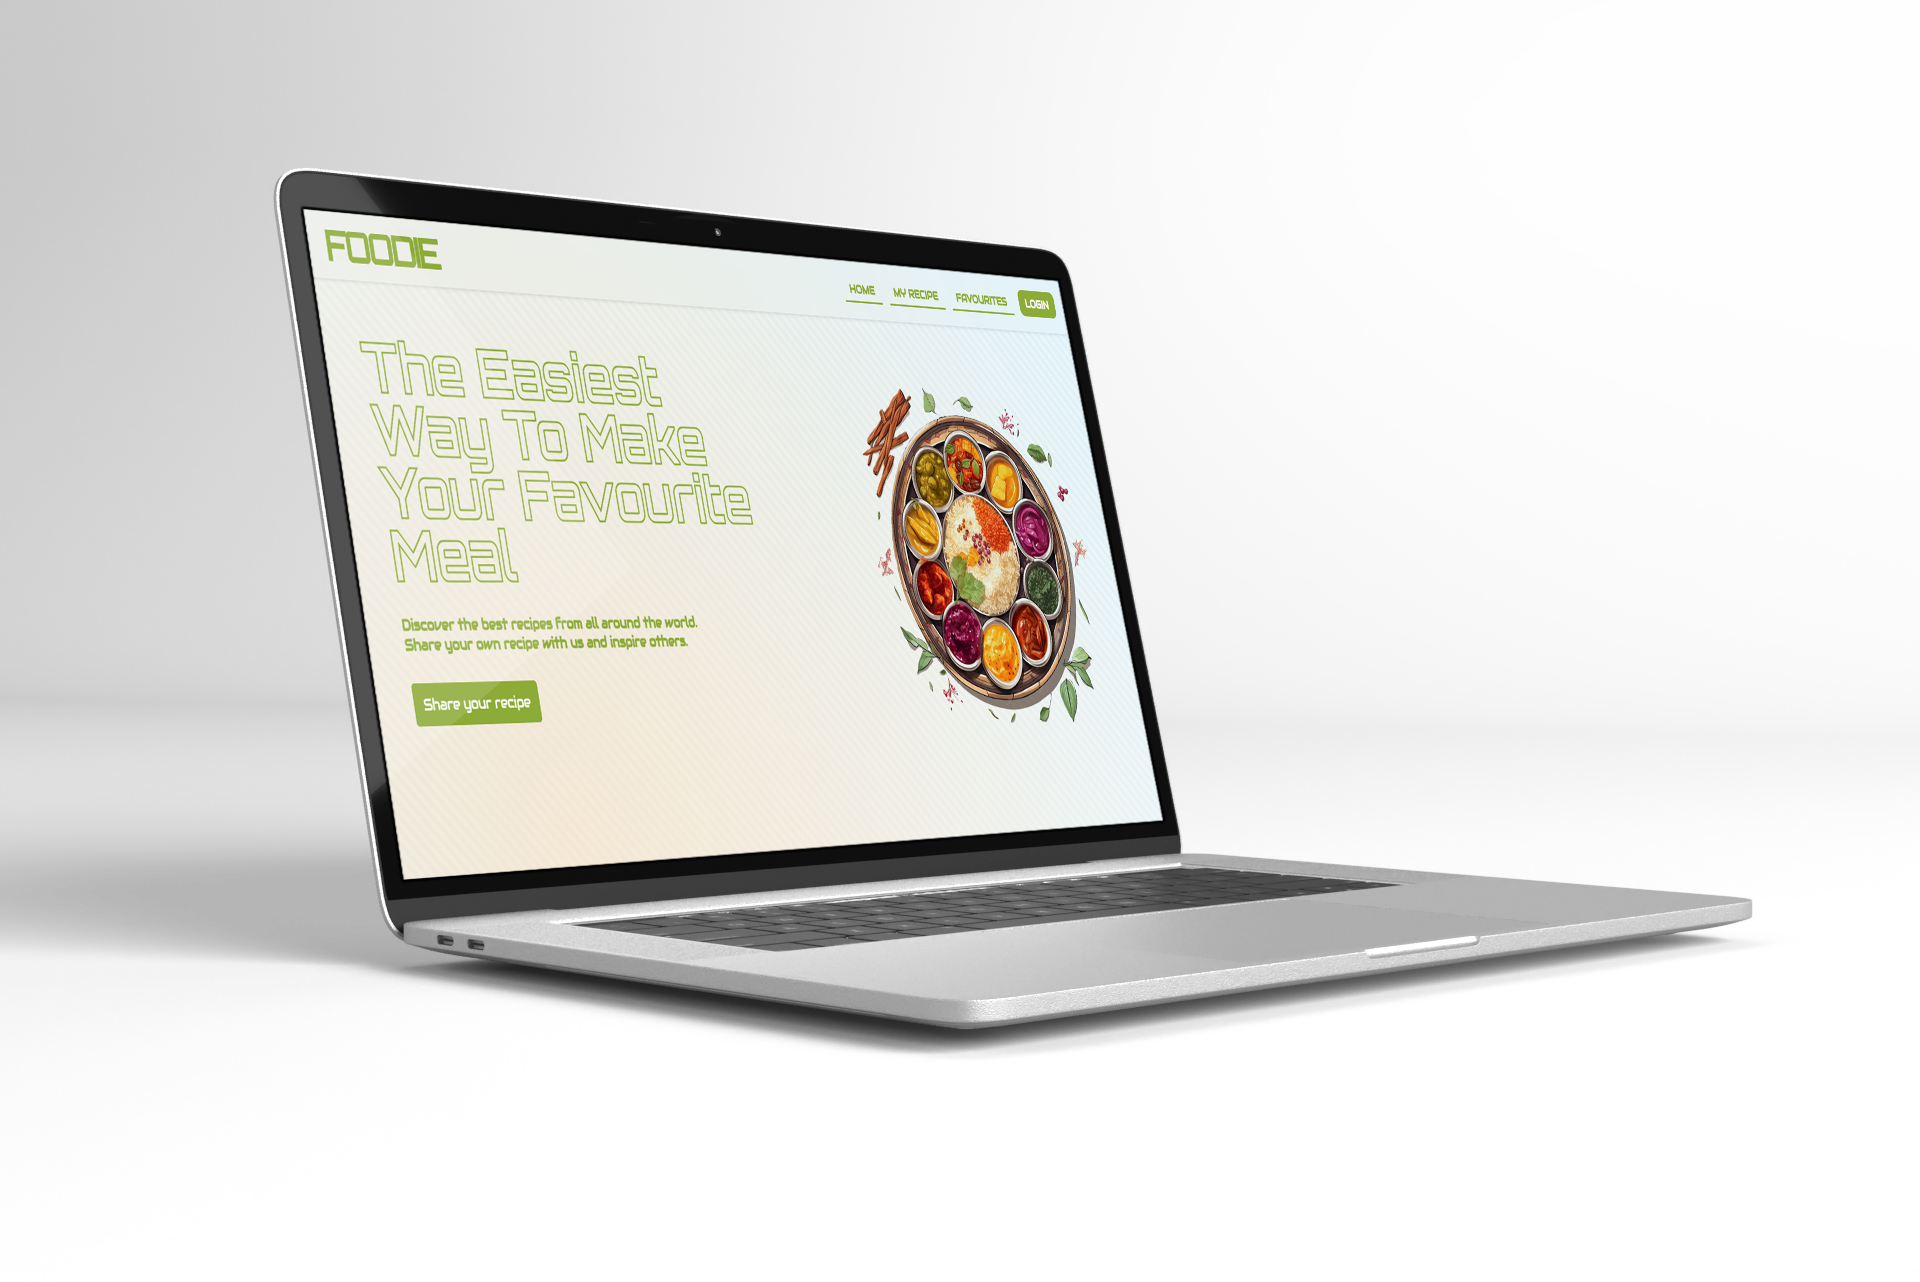 FOODIE
HOME MY RECIPE FAVOURITES LOGIN
The Easiest
Way To Make
Your Favourite
Meal
Discover the best recipes from all around the world.
Share your own recipe with us and inspire others.
Share your recipe